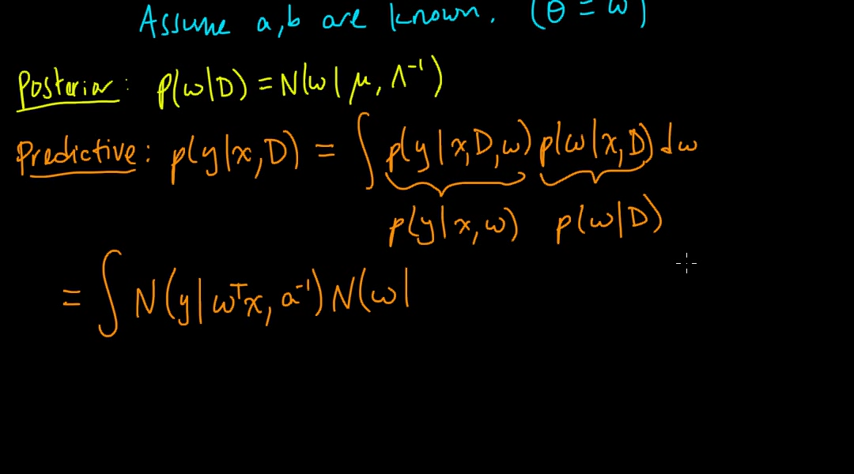 Assume a, b are known. (θ = w)
Posterior: p(w|D) = N(w | μ, Λ⁻¹)
Predictive: p(y|x, D) = ∫ p(y|x, D, w) p(w|x, D) dw
p(y|x, w) p(w|D)
= ∫ N(y|wᵀx, a⁻¹) N(w|